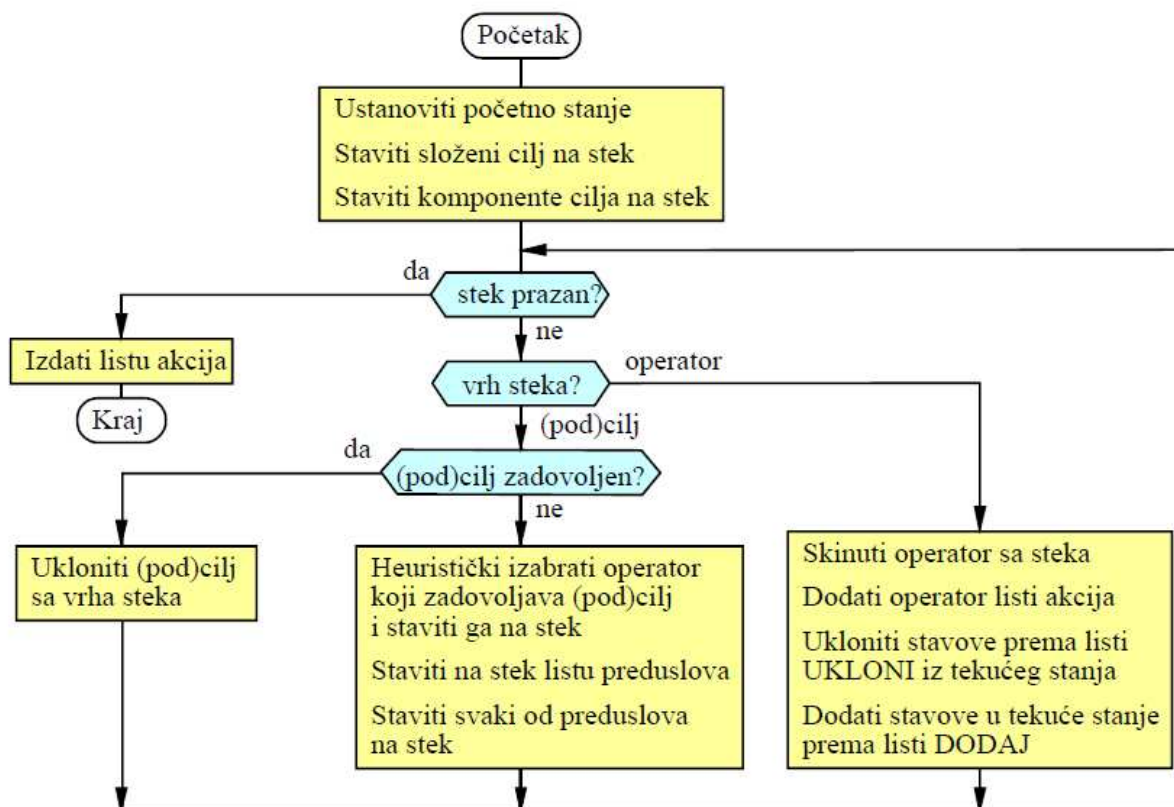 Početak
Ustanoviti početno stanje
Staviti složeni cilj na stek
Staviti komponente cilja na stek
da
stek prazan?
ne
Izdati listu akcija
vrh steka?
operator
Kraj
(pod)cilj
da
(pod)cilj zadovoljen?
ne
Ukloniti (pod)cilj
sa vrha steka
Heuristički izabrati operator
koji zadovoljava (pod)cilj
i staviti ga na stek
Staviti na stek listu preduslova
Staviti svaki od preduslova
na stek
Skinuti operator sa steka
Dodati operator listi akcija
Ukloniti stavove prema listi
UKLONI iz tekućeg stanja
Dodati stavove u tekuće stanje
prema listi DODAJ